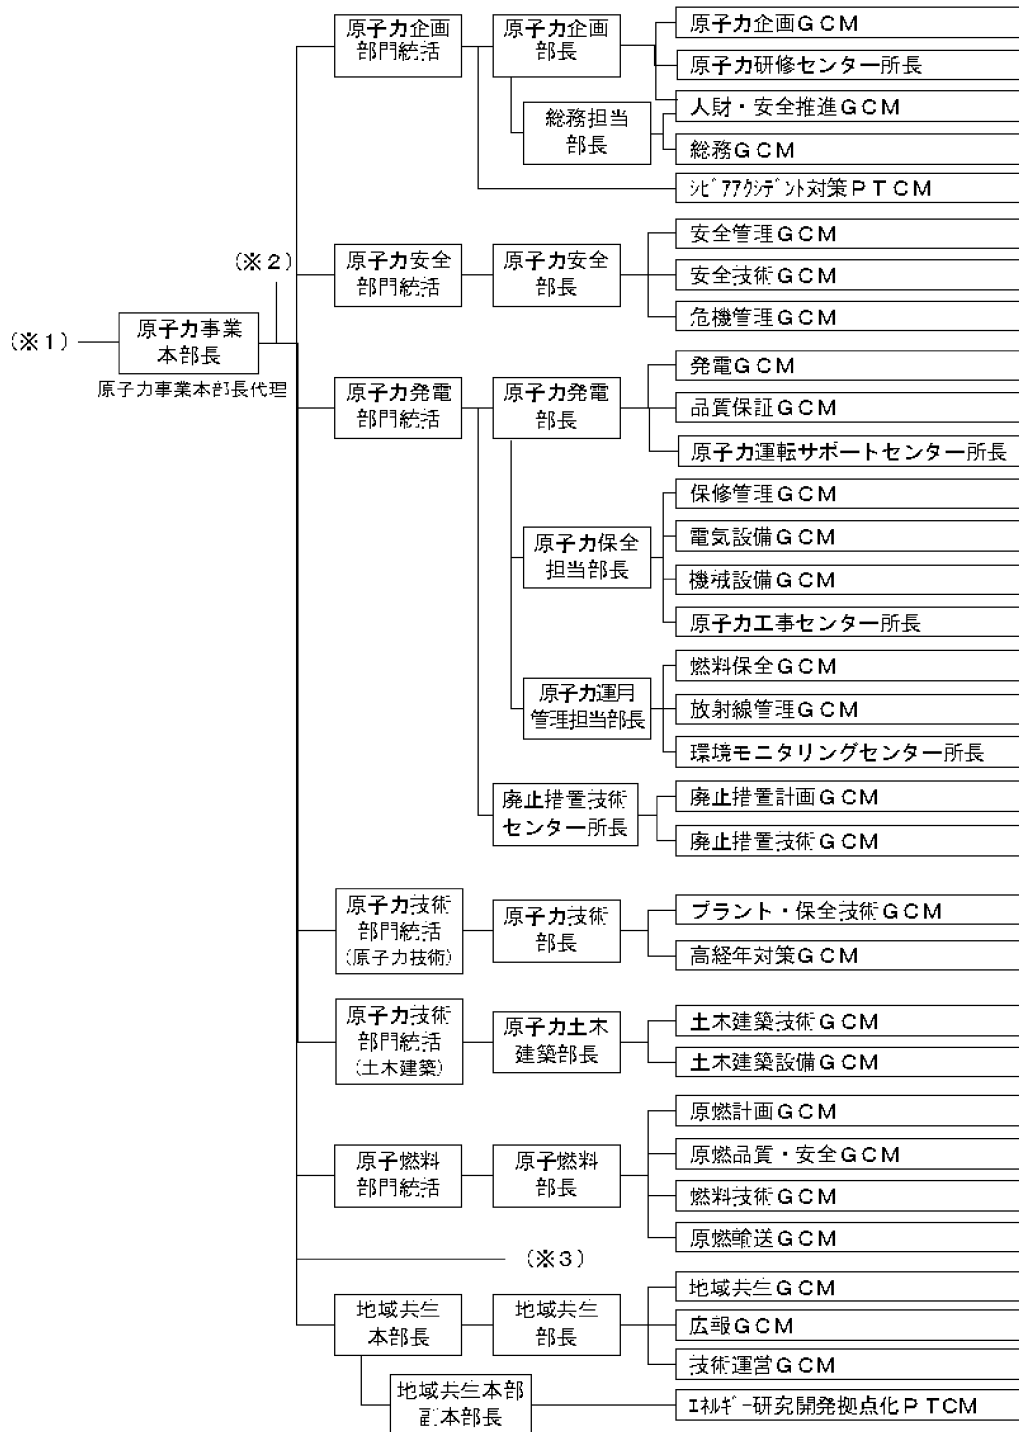 原子力企画
部門統括
原子力企画
部長
原子力企画ＧＣＭ
原子力研修センター所長
人財・安全推進ＧＣＭ
総務担当
部長
総務ＧＣＭ
ｼﾋﾞｱｱｸｼﾃﾞﾝﾄ対策ＰＴＣＭ
（※２）
原子力安全
部門統括
原子力安全
部長
安全管理ＧＣＭ
安全技術ＧＣＭ
危機管理ＧＣＭ
（※１）
原子力事業
本部長
原子力事業本部長代理
原子力発電
部門統括
原子力発電
部長
発電ＧＣＭ
品質保証ＧＣＭ
原子力運転サポートセンター所長
原子力保全
担当部長
保修管理ＧＣＭ
電気設備ＧＣＭ
機械設備ＧＣＭ
原子力工事センター所長
原子力運用
管理担当部長
燃料保全ＧＣＭ
放射線管理ＧＣＭ
環境モニタリングセンター所長
廃止措置技術
センター所長
廃止措置計画ＧＣＭ
廃止措置技術ＧＣＭ
原子力技術
部門統括
（原子力技術）
原子力技術
部長
プラント・保全技術ＧＣＭ
高経年対策ＧＣＭ
原子力技術
部門統括
（土木建築）
原子力土木
建築部長
土木建築技術ＧＣＭ
土木建築設備ＧＣＭ
原子燃料
部門統括
原子燃料
部長
原燃計画ＧＣＭ
原燃品質・安全ＧＣＭ
燃料技術ＧＣＭ
原燃輸送ＧＣＭ
（※３）
地域共生
本部長
地域共生
部長
地域共生ＧＣＭ
広報ＧＣＭ
技術運営ＧＣＭ
地域共生本部
副本部長
ｴﾈﾙｷﾞｰ研究開発拠点化ＰＴＣＭ